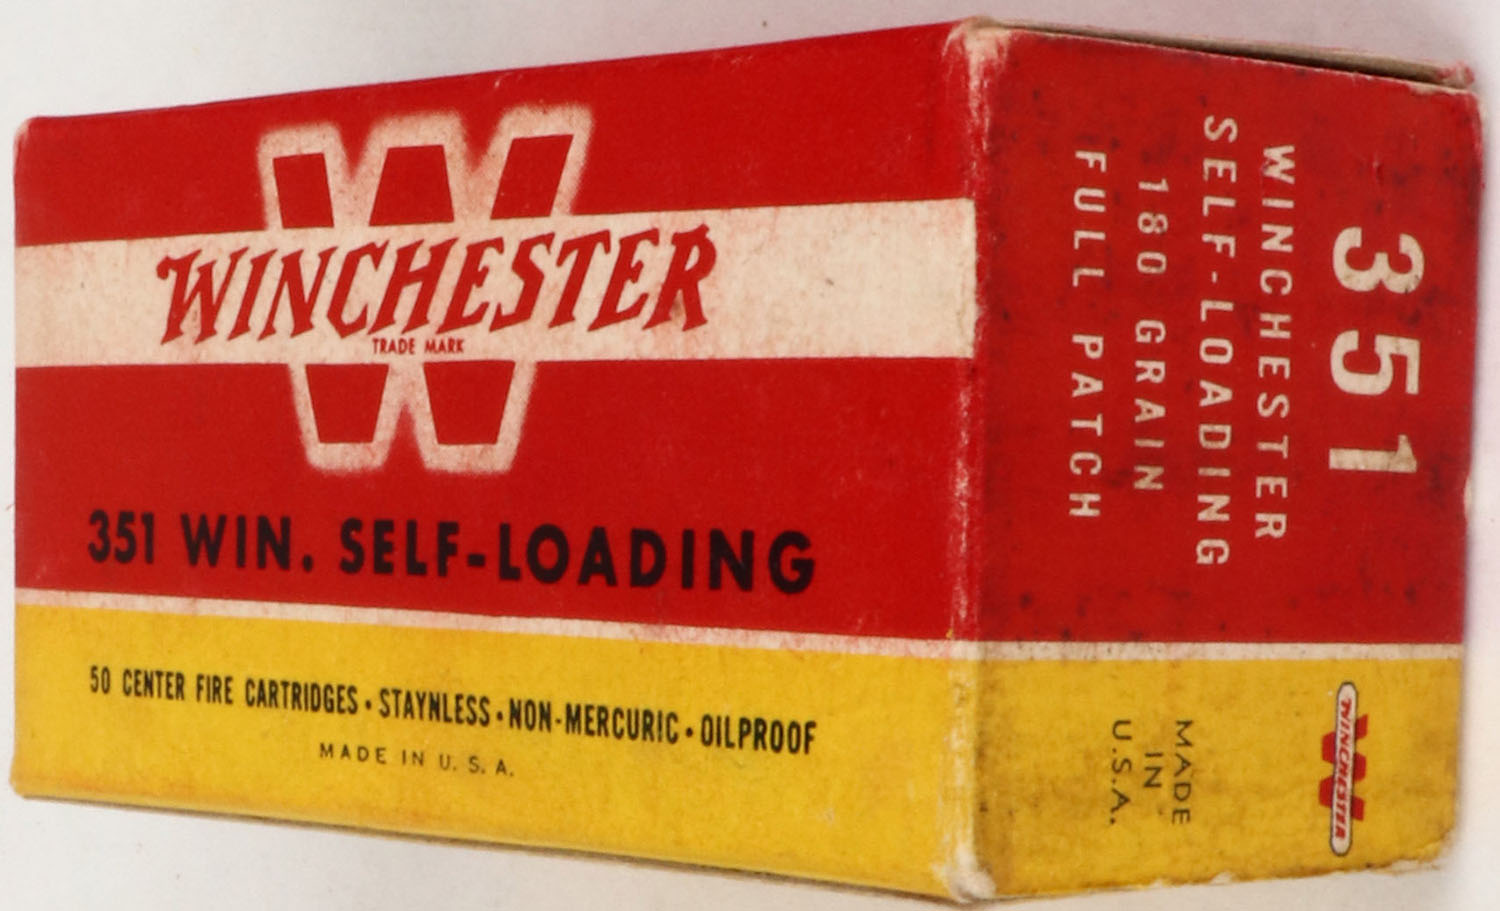 W
WINCHESTER
TRADE MARK
351 WIN. SELF-LOADING
50 CENTER FIRE CARTRIDGES • STAYNLESS • NON-MERCURIC • OILPROOF
MADE IN U. S. A.
351
WINCHESTER
SELF-LOADING
180 GRAIN
FULL PATCH
W
WINCHESTER
MADE
IN
U.S.A.